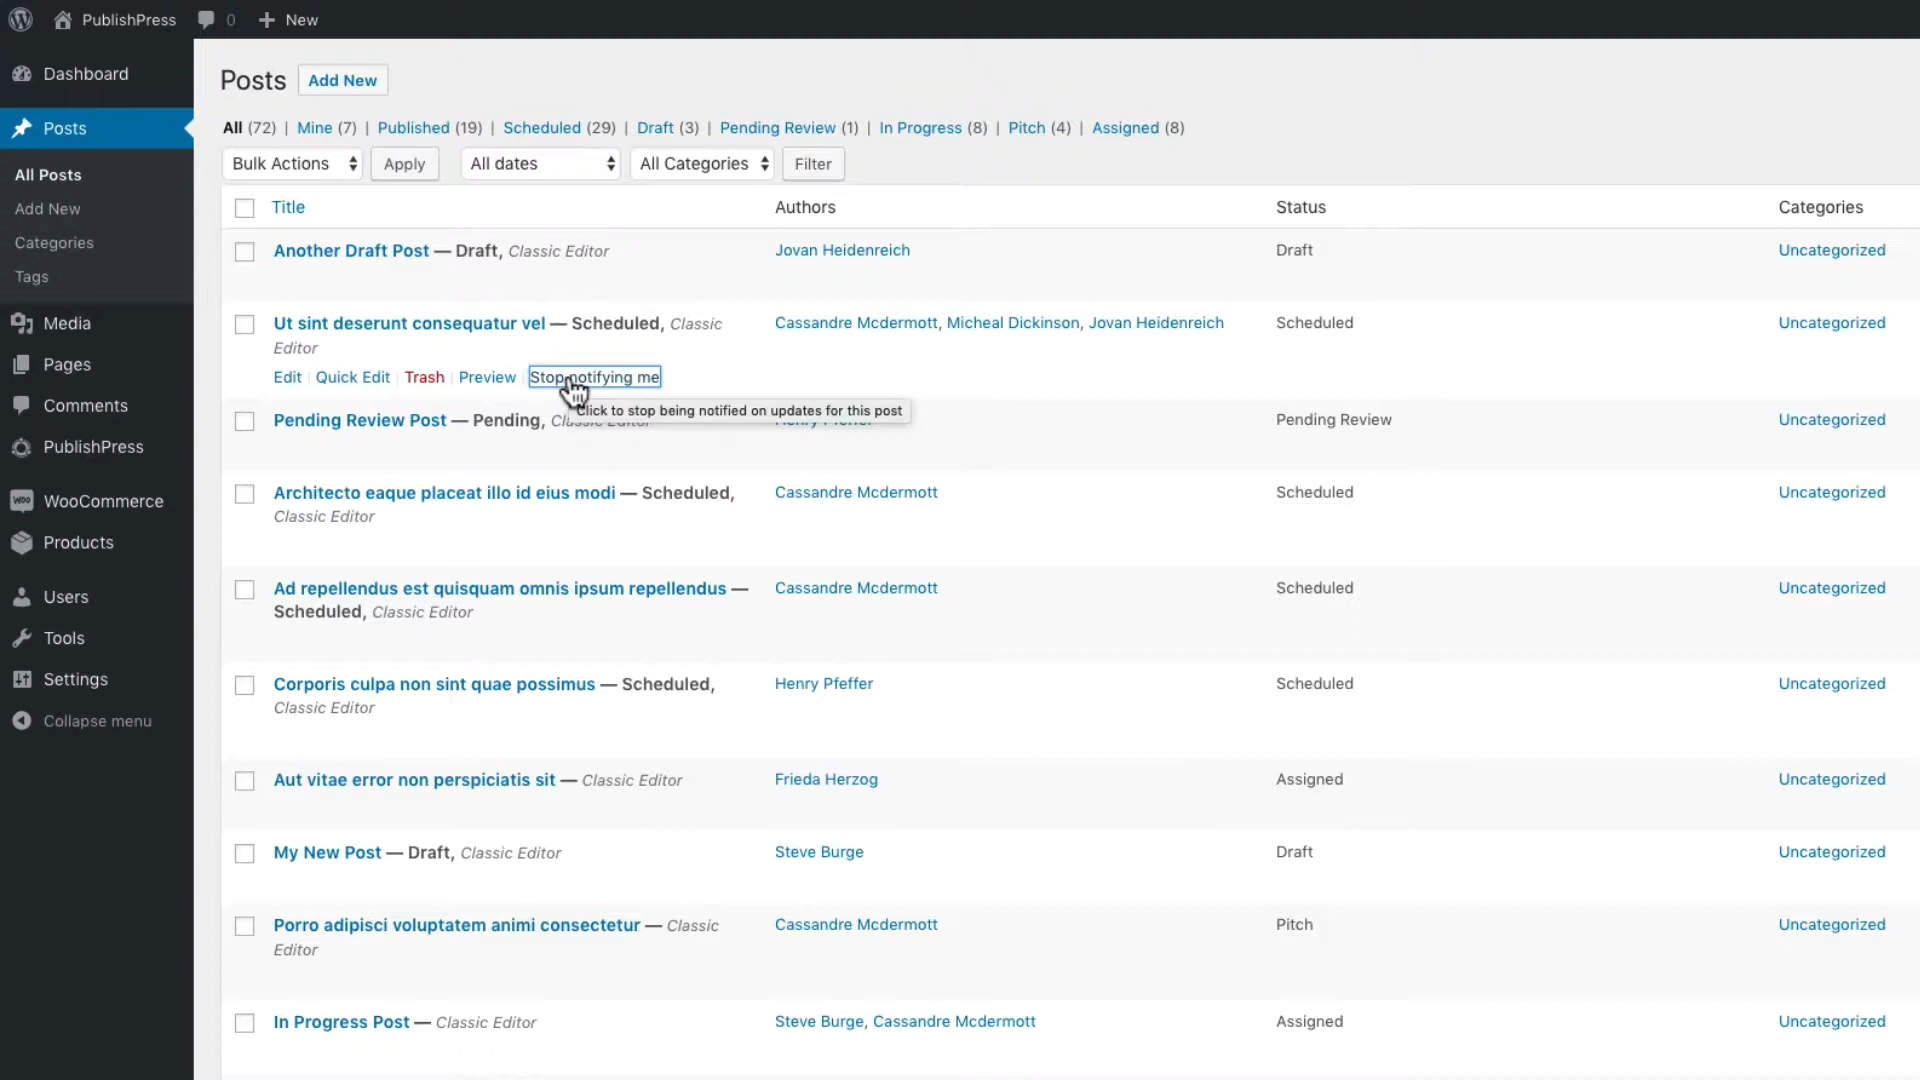 PublishPress 0 New
Dashboard
Posts
All Posts
Add New
Categories
Tags
Media
Pages
Comments
PublishPress
WOO WooCommerce
Products
Users
Tools
Settings
Collapse menu
Posts Add New
All (72) | Mine (7) | Published (19) | Scheduled (29) | Draft (3) | Pending Review (1) | In Progress (8) | Pitch (4) | Assigned (8)
Bulk Actions Apply All dates All Categories Filter
Title Authors Status Categories
Another Draft Post — Draft, Classic Editor Jovan Heidenreich Draft Uncategorized
Ut sint deserunt consequatur vel — Scheduled, Classic Cassandre Mcdermott, Micheal Dickinson, Jovan Heidenreich Scheduled Uncategorized
Editor
Edit | Quick Edit | Trash | Preview | Stop notifying me
Click to stop being notified on updates for this post
Pending Review Post — Pending, Classic Editor Henry Pfeffer Pending Review Uncategorized
Architecto eaque placeat illo id eius modi — Scheduled, Cassandre Mcdermott Scheduled Uncategorized
Classic Editor
Ad repellendus est quisquam omnis ipsum repellendus — Cassandre Mcdermott Scheduled Uncategorized
Scheduled, Classic Editor
Corporis culpa non sint quae possimus — Scheduled, Henry Pfeffer Scheduled Uncategorized
Classic Editor
Aut vitae error non perspiciatis sit — Classic Editor Frieda Herzog Assigned Uncategorized
My New Post — Draft, Classic Editor Steve Burge Draft Uncategorized
Porro adipisci voluptatem animi consectetur — Classic Cassandre Mcdermott Pitch Uncategorized
Editor
In Progress Post — Classic Editor Steve Burge, Cassandre Mcdermott Assigned Uncategorized